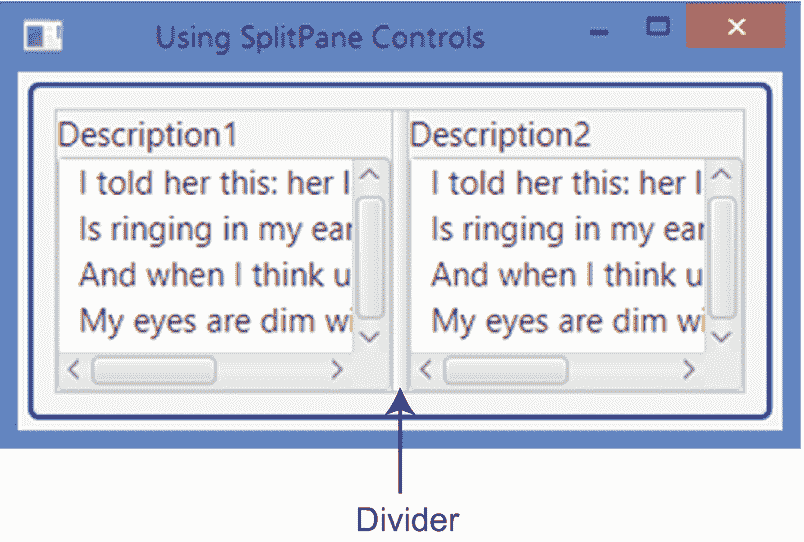 Using SplitPane Controls
Description1
I told her this: her l
Is ringing in my ear
And when I think u
My eyes are dim wi
Description2
I told her this: her l
Is ringing in my ear
And when I think u
My eyes are dim wi
Divider